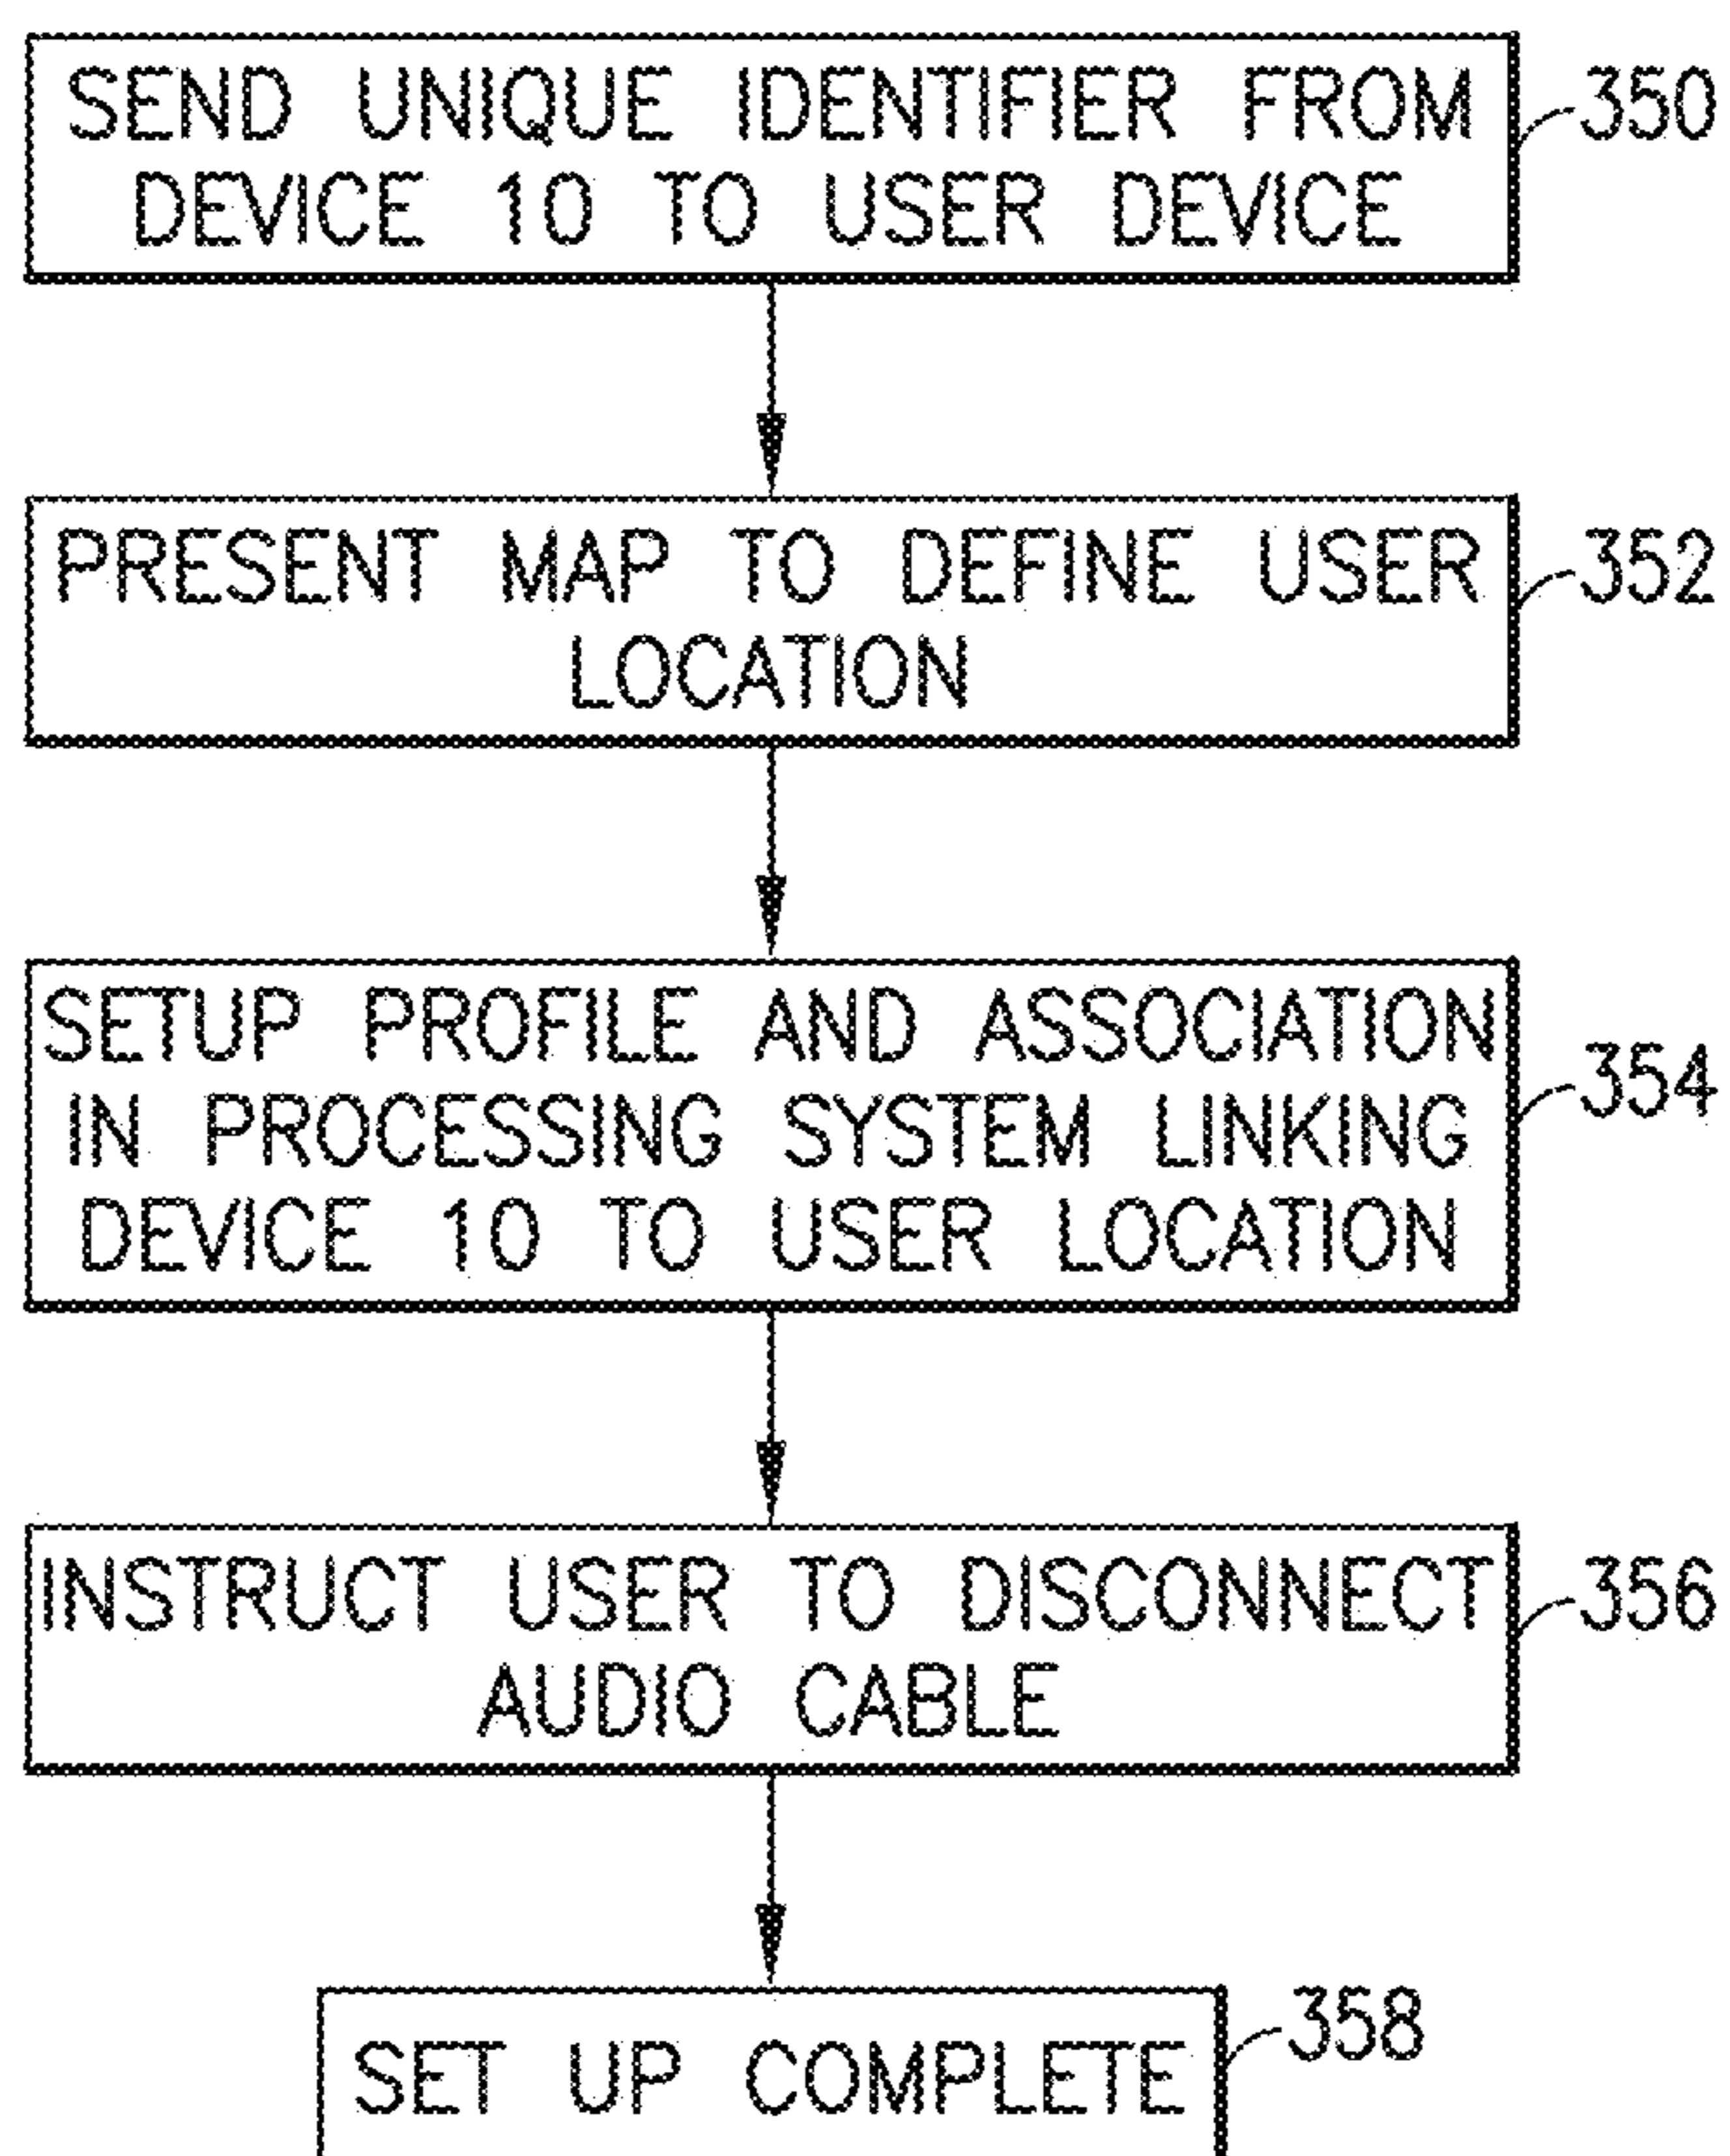 SEND UNIQUE IDENTIFIER FROM
DEVICE 10 TO USER DEVICE
350
PRESENT MAP TO DEFINE USER
LOCATION
352
SETUP PROFILE AND ASSOCIATION
IN PROCESSING SYSTEM LINKING
DEVICE 10 TO USER LOCATION
354
INSTRUCT USER TO DISCONNECT
AUDIO CABLE
356
SET UP COMPLETE
358